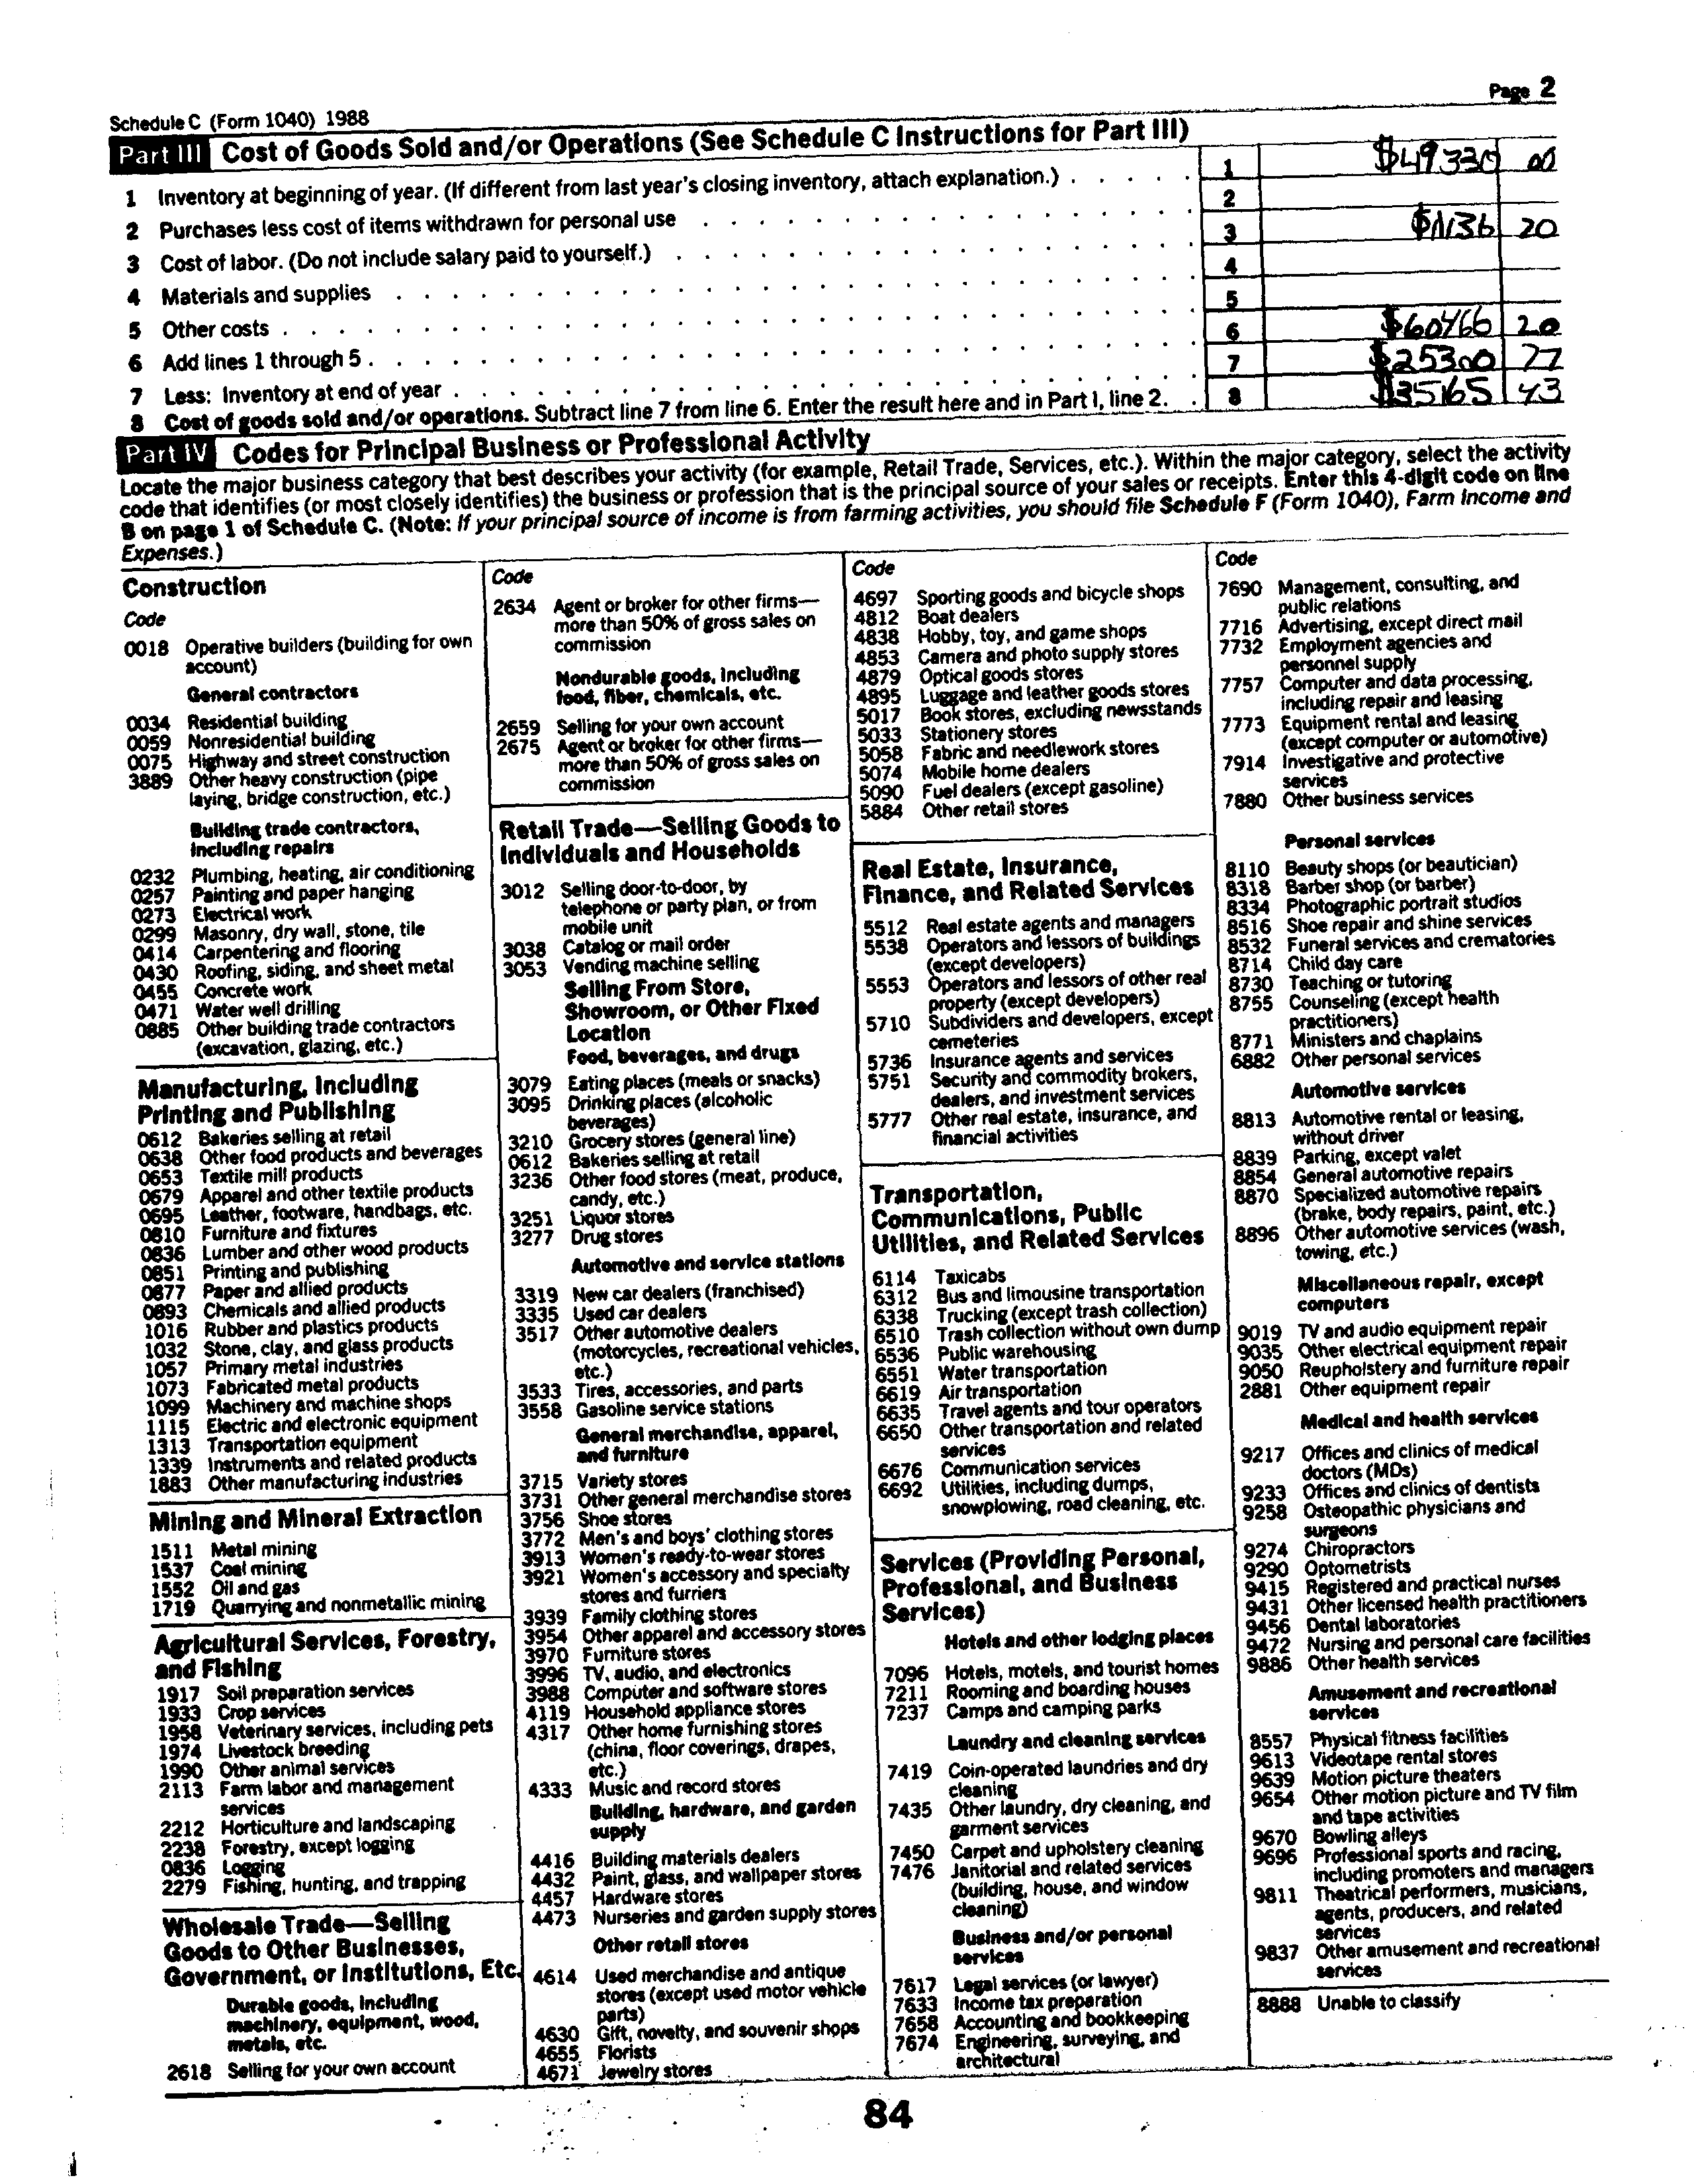 Page 2
Schedule C (Form 1040) 1988
Part III Cost of Goods Sold and/or Operations (See Schedule C Instructions for Part III)
1 Inventory at beginning of year. (If different from last year's closing inventory, attach explanation.) . . . . . 1 $49330 00
2 Purchases less cost of items withdrawn for personal use 2
3 Cost of labor. (Do not include salary paid to yourself.) 3 $11136 20
4 Materials and supplies 4
5 Other costs 5
6 Add lines 1 through 5 6 $60466 20
7 Less: Inventory at end of year 7 $25300 77
8 Cost of goods sold and/or operations. Subtract line 7 from line 6. Enter the result here and in Part I, line 2. . 8 $35165 43
Part IV Codes for Principal Business or Professional Activity
Locate the major business category that best describes your activity (for example, Retail Trade, Services, etc.). Within the major category, select the activity
code that identifies (or most closely identifies) the business or profession that is the principal source of your sales or receipts. Enter this 4-digit code on line
B on page 1 of Schedule C. (Note: If your principal source of income is from farming activities, you should file Schedule F (Form 1040), Farm Income and
Expenses.)
Construction
Code
0018 Operative builders (building for own
account)
General contractors
0034 Residential building
0059 Nonresidential building
0075 Highway and street construction
3889 Other heavy construction (pipe
laying, bridge construction, etc.)
Building trade contractors,
including repairs
0232 Plumbing, heating, air conditioning
0257 Painting and paper hanging
0273 Electrical work
0299 Masonry, dry wall, stone, tile
0414 Carpentering and flooring
0430 Roofing, siding, and sheet metal
0455 Concrete work
0471 Water well drilling
0885 Other building trade contractors
(excavation, glazing, etc.)
Manufacturing, Including
Printing and Publishing
0612 Bakeries selling at retail
0638 Other food products and beverages
0653 Textile mill products
0679 Apparel and other textile products
0695 Leather, footware, handbags, etc.
0810 Furniture and fixtures
0836 Lumber and other wood products
0851 Printing and publishing
0877 Paper and allied products
0893 Chemicals and allied products
1016 Rubber and plastics products
1032 Stone, clay, and glass products
1057 Primary metal industries
1073 Fabricated metal products
1099 Machinery and machine shops
1115 Electric and electronic equipment
1313 Transportation equipment
1339 Instruments and related products
1883 Other manufacturing industries
Mining and Mineral Extraction
1511 Metal mining
1537 Coal mining
1552 Oil and gas
1719 Quarrying and nonmetallic mining
Agricultural Services, Forestry,
and Fishing
1917 Soil preparation services
1933 Crop services
1958 Veterinary services, including pets
1974 Livestock breeding
1990 Other animal services
2113 Farm labor and management
services
2212 Horticulture and landscaping
2238 Forestry, except logging
0836 Logging
2279 Fishing, hunting, and trapping
Wholesale Trade—Selling
Goods to Other Businesses,
Government, or Institutions, Etc.
Durable goods, including
machinery, equipment, wood,
metals, etc.
2618 Selling for your own account
Code
2634 Agent or broker for other firms—
more than 50% of gross sales on
commission
Nondurable goods, including
food, fiber, chemicals, etc.
2659 Selling for your own account
2675 Agent or broker for other firms—
more than 50% of gross sales on
commission
Retail Trade—Selling Goods to
Individuals and Households
3012 Selling door-to-door, by
telephone or party plan, or from
mobile unit
3038 Catalog or mail order
3053 Vending machine selling
Selling From Store,
Showroom, or Other Fixed
Location
Food, beverages, and drugs
3079 Eating places (meals or snacks)
3095 Drinking places (alcoholic
beverages)
3210 Grocery stores (general line)
0612 Bakeries selling at retail
3236 Other food stores (meat, produce,
candy, etc.)
3251 Liquor stores
3277 Drug stores
Automotive and service stations
3319 New car dealers (franchised)
3335 Used car dealers
3517 Other automotive dealers
(motorcycles, recreational vehicles,
etc.)
3533 Tires, accessories, and parts
3558 Gasoline service stations
General merchandise, apparel,
and furniture
3715 Variety stores
3731 Other general merchandise stores
3756 Shoe stores
3772 Men's and boys' clothing stores
3913 Women's ready-to-wear stores
3921 Women's accessory and specialty
stores and furriers
3939 Family clothing stores
3954 Other apparel and accessory stores
3970 Furniture stores
3996 TV, audio, and electronics
3988 Computer and software stores
4119 Household appliance stores
4317 Other home furnishing stores
(china, floor coverings, drapes,
etc.)
4333 Music and record stores
Building, hardware, and garden
supply
4416 Building materials dealers
4432 Paint, glass, and wallpaper stores
4457 Hardware stores
4473 Nurseries and garden supply stores
Other retail stores
4614 Used merchandise and antique
stores (except used motor vehicle
parts)
4630 Gift, novelty, and souvenir shops
4655 Florists
4671 Jewelry stores
Code
4697 Sporting goods and bicycle shops
4812 Boat dealers
4838 Hobby, toy, and game shops
4853 Camera and photo supply stores
4879 Optical goods stores
4895 Luggage and leather goods stores
5017 Book stores, excluding newsstands
5033 Stationery stores
5058 Fabric and needlework stores
5074 Mobile home dealers
5090 Fuel dealers (except gasoline)
5884 Other retail stores
Real Estate, Insurance,
Finance, and Related Services
5512 Real estate agents and managers
5538 Operators and lessors of buildings
(except developers)
5553 Operators and lessors of other real
property (except developers)
5710 Subdividers and developers, except
cemeteries
5736 Insurance agents and services
5751 Security and commodity brokers,
dealers, and investment services
5777 Other real estate, insurance, and
financial activities
Transportation,
Communications, Public
Utilities, and Related Services
6114 Taxicabs
6312 Bus and limousine transportation
6338 Trucking (except trash collection)
6510 Trash collection without own dump
6536 Public warehousing
6551 Water transportation
6619 Air transportation
6635 Travel agents and tour operators
6650 Other transportation and related
services
6676 Communication services
6692 Utilities, including dumps,
snowplowing, road cleaning, etc.
Services (Providing Personal,
Professional, and Business
Services)
Hotels and other lodging places
7096 Hotels, motels, and tourist homes
7211 Rooming and boarding houses
7237 Camps and camping parks
Laundry and cleaning services
7419 Coin-operated laundries and dry
cleaning
7435 Other laundry, dry cleaning, and
garment services
7450 Carpet and upholstery cleaning
7476 Janitorial and related services
(building, house, and window
cleaning)
Business and/or personal
services
7617 Legal services (or lawyer)
7633 Income tax preparation
7658 Accounting and bookkeeping
7674 Engineering, surveying, and
architectural
Code
7690 Management, consulting, and
public relations
7716 Advertising, except direct mail
7732 Employment agencies and
personnel supply
7757 Computer and data processing,
including repair and leasing
7773 Equipment rental and leasing
(except computer or automotive)
7914 Investigative and protective
services
7880 Other business services
Personal services
8110 Beauty shops (or beautician)
8318 Barber shop (or barber)
8334 Photographic portrait studios
8516 Shoe repair and shine services
8532 Funeral services and crematories
8714 Child day care
8730 Teaching or tutoring
8755 Counseling (except health
practitioners)
8771 Ministers and chaplains
6882 Other personal services
Automotive services
8813 Automotive rental or leasing,
without driver
8839 Parking, except valet
8854 General automotive repairs
8870 Specialized automotive repairs
(brake, body repairs, paint, etc.)
8896 Other automotive services (wash,
towing, etc.)
Miscellaneous repair, except
computers
9019 TV and audio equipment repair
9035 Other electrical equipment repair
9050 Reupholstery and furniture repair
2881 Other equipment repair
Medical and health services
9217 Offices and clinics of medical
doctors (MDs)
9233 Offices and clinics of dentists
9258 Osteopathic physicians and
surgeons
9274 Chiropractors
9290 Optometrists
9415 Registered and practical nurses
9431 Other licensed health practitioners
9456 Dental laboratories
9472 Nursing and personal care facilities
9886 Other health services
Amusement and recreational
services
8557 Physical fitness facilities
9613 Videotape rental stores
9639 Motion picture theaters
9654 Other motion picture and TV film
and tape activities
9670 Bowling alleys
9696 Professional sports and racing,
including promoters and managers
9811 Theatrical performers, musicians,
agents, producers, and related
services
9837 Other amusement and recreational
services
8888 Unable to classify
84